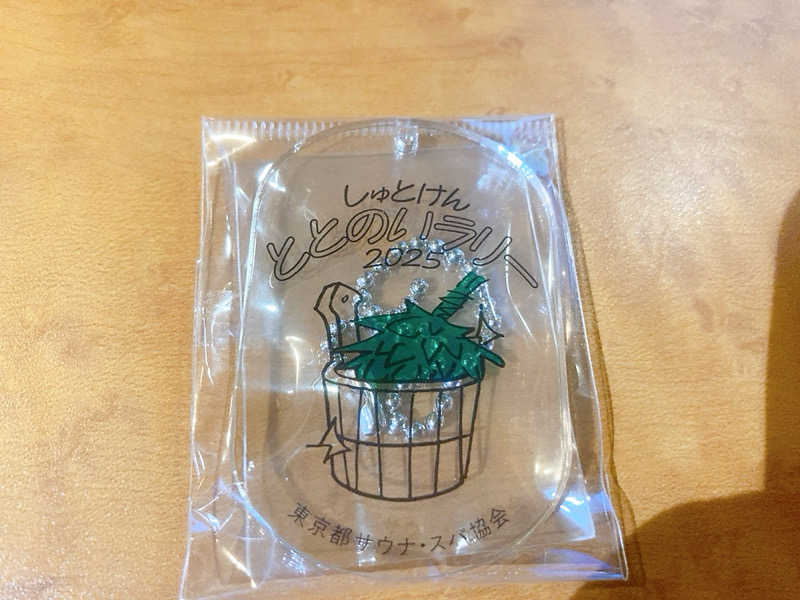 しゅとけん
ととのいラリー
2025
東京都サウナ・スパ協会